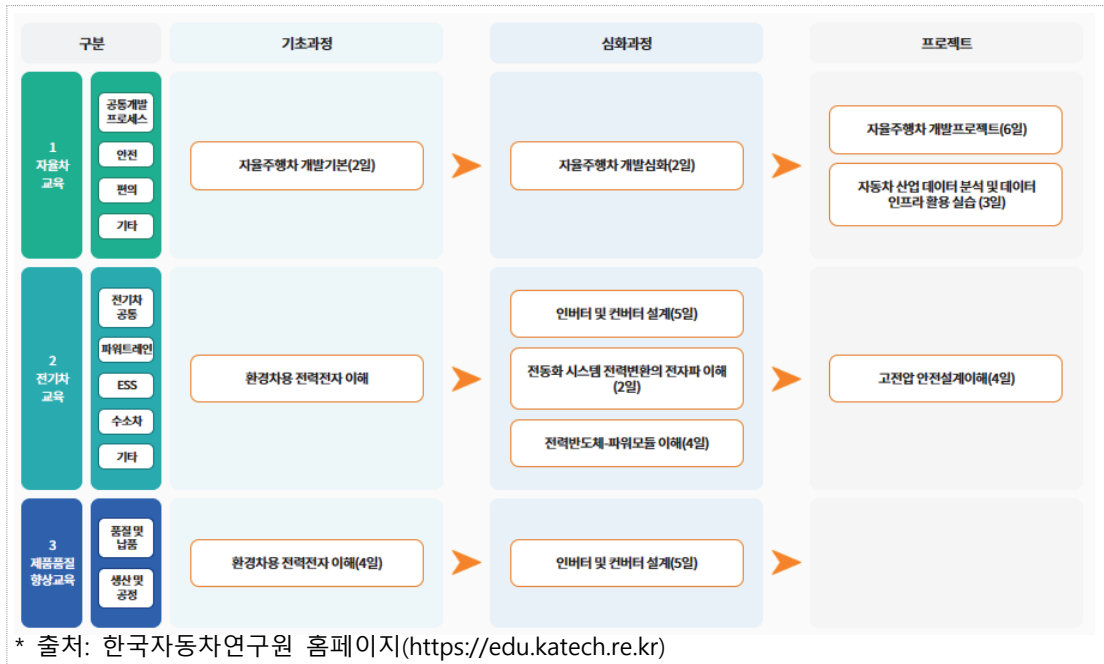 구분
기초과정
심화과정
프로젝트
1
자율차
교육
공통개발
프로세스
안전
편의
기타
자율주행차 개발기본(2일)
자율주행차 개발심화(2일)
자율주행차 개발프로젝트(6일)
자동차 산업 데이터 분석 및 데이터
인프라 활용 실습 (3일)
2
전기차
교육
전기차
공통
파워트레인
ESS
수소차
기타
환경차용 전력전자 이해
인버터 및 컨버터 설계(5일)
전동화 시스템 전력변환의 전자파 이해
(2일)
전력반도체-파워모듈 이해(4일)
고전압 안전설계이해(4일)
3
제품품질
향상교육
품질 및
납품
생산 및
공정
환경차용 전력전자 이해(4일)
인버터 및 컨버터 설계(5일)
* 출처: 한국자동차연구원 홈페이지(https://edu.katech.re.kr)